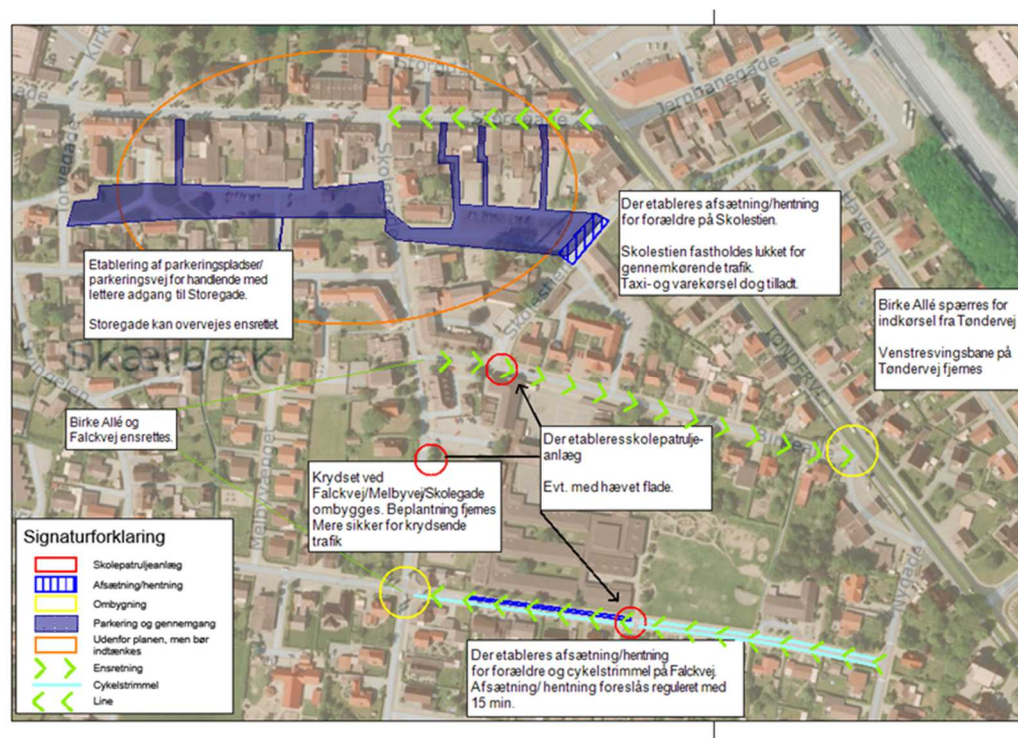 Storegade
Jernbanegade
Storegade
Der etableres afsætning/hentning
for forældre på Skolestien.
Skolestien fastholdes lukket for
gennemkørende trafik.
Taxi- og varekørsel dog tilladt.
Etablering af parkeringspladser/
parkeringsvej for handlende med
lettere adgang til Storegade.
Storegade kan overvejes ensrettet.
Birke Allé spærres for
indkørsel fra Tøndervej
Venstresvingbane på
Tøndervej fjernes
Skærbæk
Birke Allé og
Falckvej ensrettes.
Der etableresskolepatrulje-
anlæg
Evt. med hævet flade.
Krydset ved
Falckvej/Melbyvej/Skolegade
ombygges. Beplantning fjernes
Mere sikker for krydsende
trafik
Melbyvænget
Nygade
Signaturforklaring
Skolepatruljeanlæg
Afsætning/hentning
Ombygning
Parkering og gennemgang
Udenfor planen, men bør
indtænkes
Ensretning
Cykelstrimmel
Line
Der etableres afsætning/hentning
for forældre og cykelstrimmel på Falckvej.
Afsætning/ hentning foreslås reguleret med
15 min.